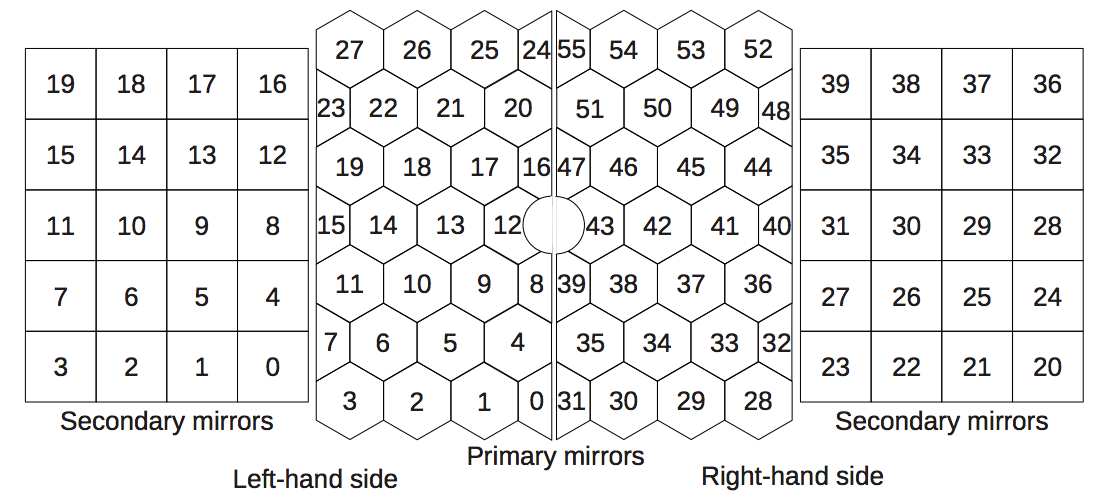 27 26 25 24 55 54 53 52
19 18 17 16 39 38 37 36
23 22 21 20 51 50 49 48
15 14 13 12 19 18 17 16 47 46 45 44 35 34 33 32
11 10 9 8 15 14 13 12 43 42 41 40 31 30 29 28
7 6 5 4 11 10 9 8 39 38 37 36 27 26 25 24
7 6 5 4 35 34 33 32
3 2 1 0 23 22 21 20
3 2 1 0 31 30 29 28
Secondary mirrors Secondary mirrors
Primary mirrors
Left-hand side Right-hand side